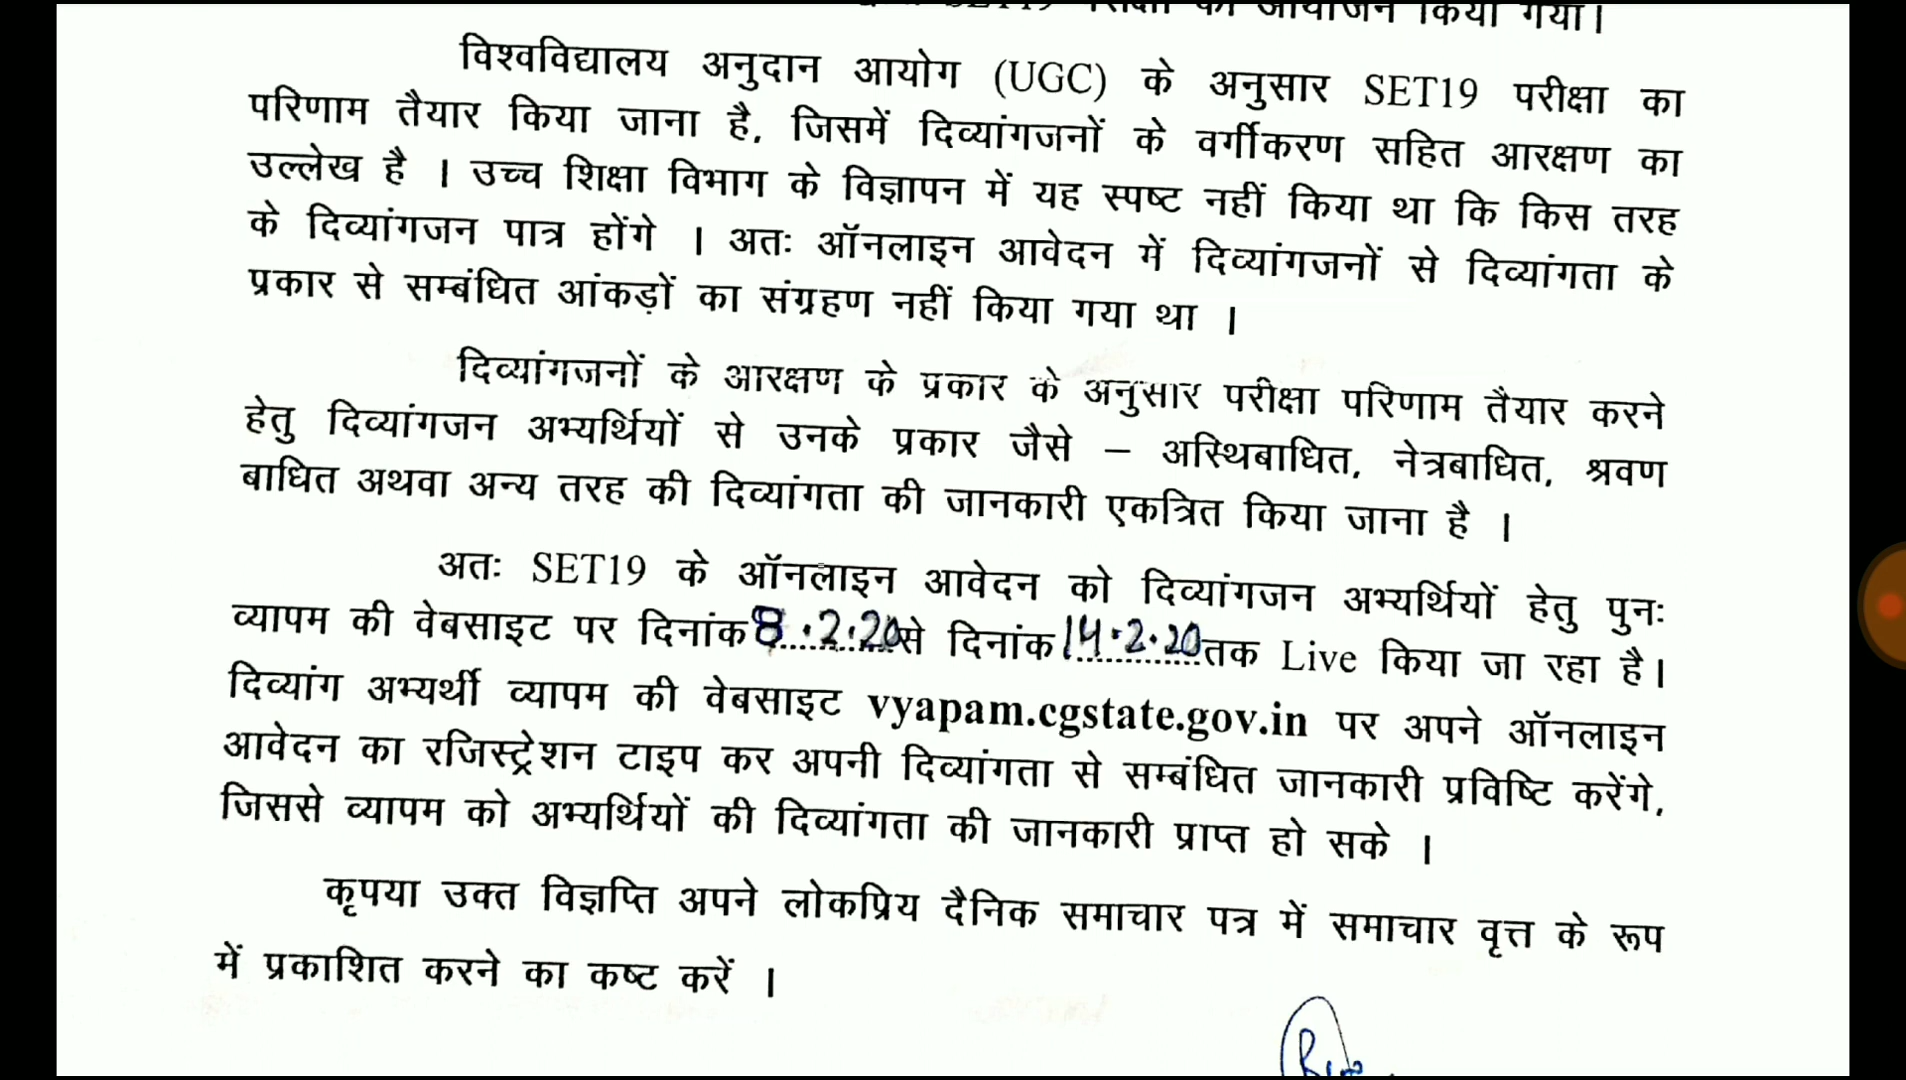 SET19 परीक्षा का आयोजन किया गया।
विश्वविद्यालय अनुदान आयोग (UGC) के अनुसार SET19 परीक्षा का
परिणाम तैयार किया जाना है, जिसमें दिव्यांगजनों के वर्गीकरण सहित आरक्षण का
उल्लेख है । उच्च शिक्षा विभाग के विज्ञापन में यह स्पष्ट नहीं किया था कि किस तरह
के दिव्यांगजन पात्र होंगे । अतः ऑनलाइन आवेदन में दिव्यांगजनों से दिव्यांगता के
प्रकार से सम्बंधित आंकड़ों का संग्रहण नहीं किया गया था ।
दिव्यांगजनों के आरक्षण के प्रकार के अनुसार परीक्षा परिणाम तैयार करने
हेतु दिव्यांगजन अभ्यर्थियों से उनके प्रकार जैसे – अस्थिबाधित, नेत्रबाधित, श्रवण
बाधित अथवा अन्य तरह की दिव्यांगता की जानकारी एकत्रित किया जाना है ।
अतः SET19 के ऑनलाइन आवेदन को दिव्यांगजन अभ्यर्थियों हेतु पुनः
व्यापम की वेबसाइट पर दिनांक 8.2.20 से दिनांक 14.2.20 तक Live किया जा रहा है।
दिव्यांग अभ्यर्थी व्यापम की वेबसाइट vyapam.cgstate.gov.in पर अपने ऑनलाइन
आवेदन का रजिस्ट्रेशन टाइप कर अपनी दिव्यांगता से सम्बंधित जानकारी प्रविष्टि करेंगे,
जिससे व्यापम को अभ्यर्थियों की दिव्यांगता की जानकारी प्राप्त हो सके ।
कृपया उक्त विज्ञप्ति अपने लोकप्रिय दैनिक समाचार पत्र में समाचार वृत्त के रूप
में प्रकाशित करने का कष्ट करें ।